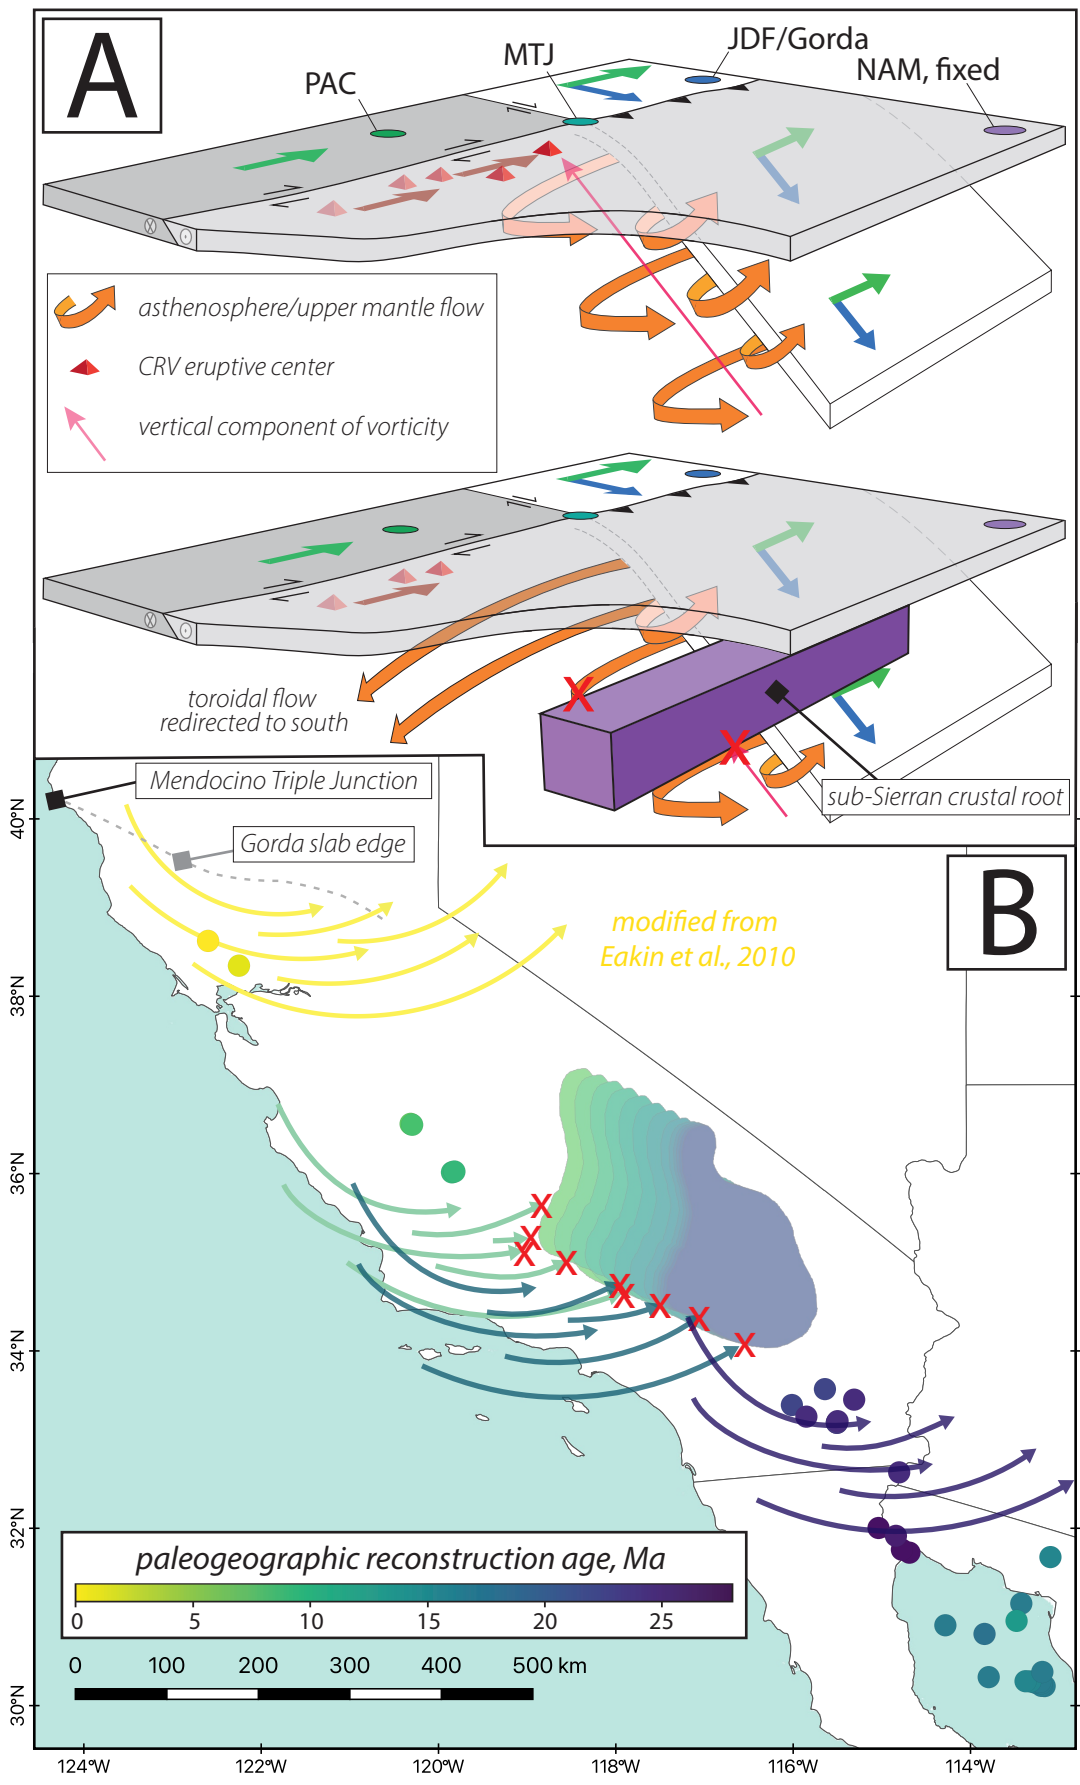 A
PAC
MTJ
JDF/Gorda
NAM, fixed
asthenosphere/upper mantle flow
CRV eruptive center
vertical component of vorticity
toroidal flow
redirected to south
sub-Sierran crustal root
B
Mendocino Triple Junction
Gorda slab edge
modified from
Eakin et al., 2010
X
X
X
X
X
X
X
X
X
X
X
40°N
38°N
36°N
34°N
32°N
30°N
paleogeographic reconstruction age, Ma
0 5 10 15 20 25
0 100 200 300 400 500 km
124°W 122°W 120°W 118°W 116°W 114°W